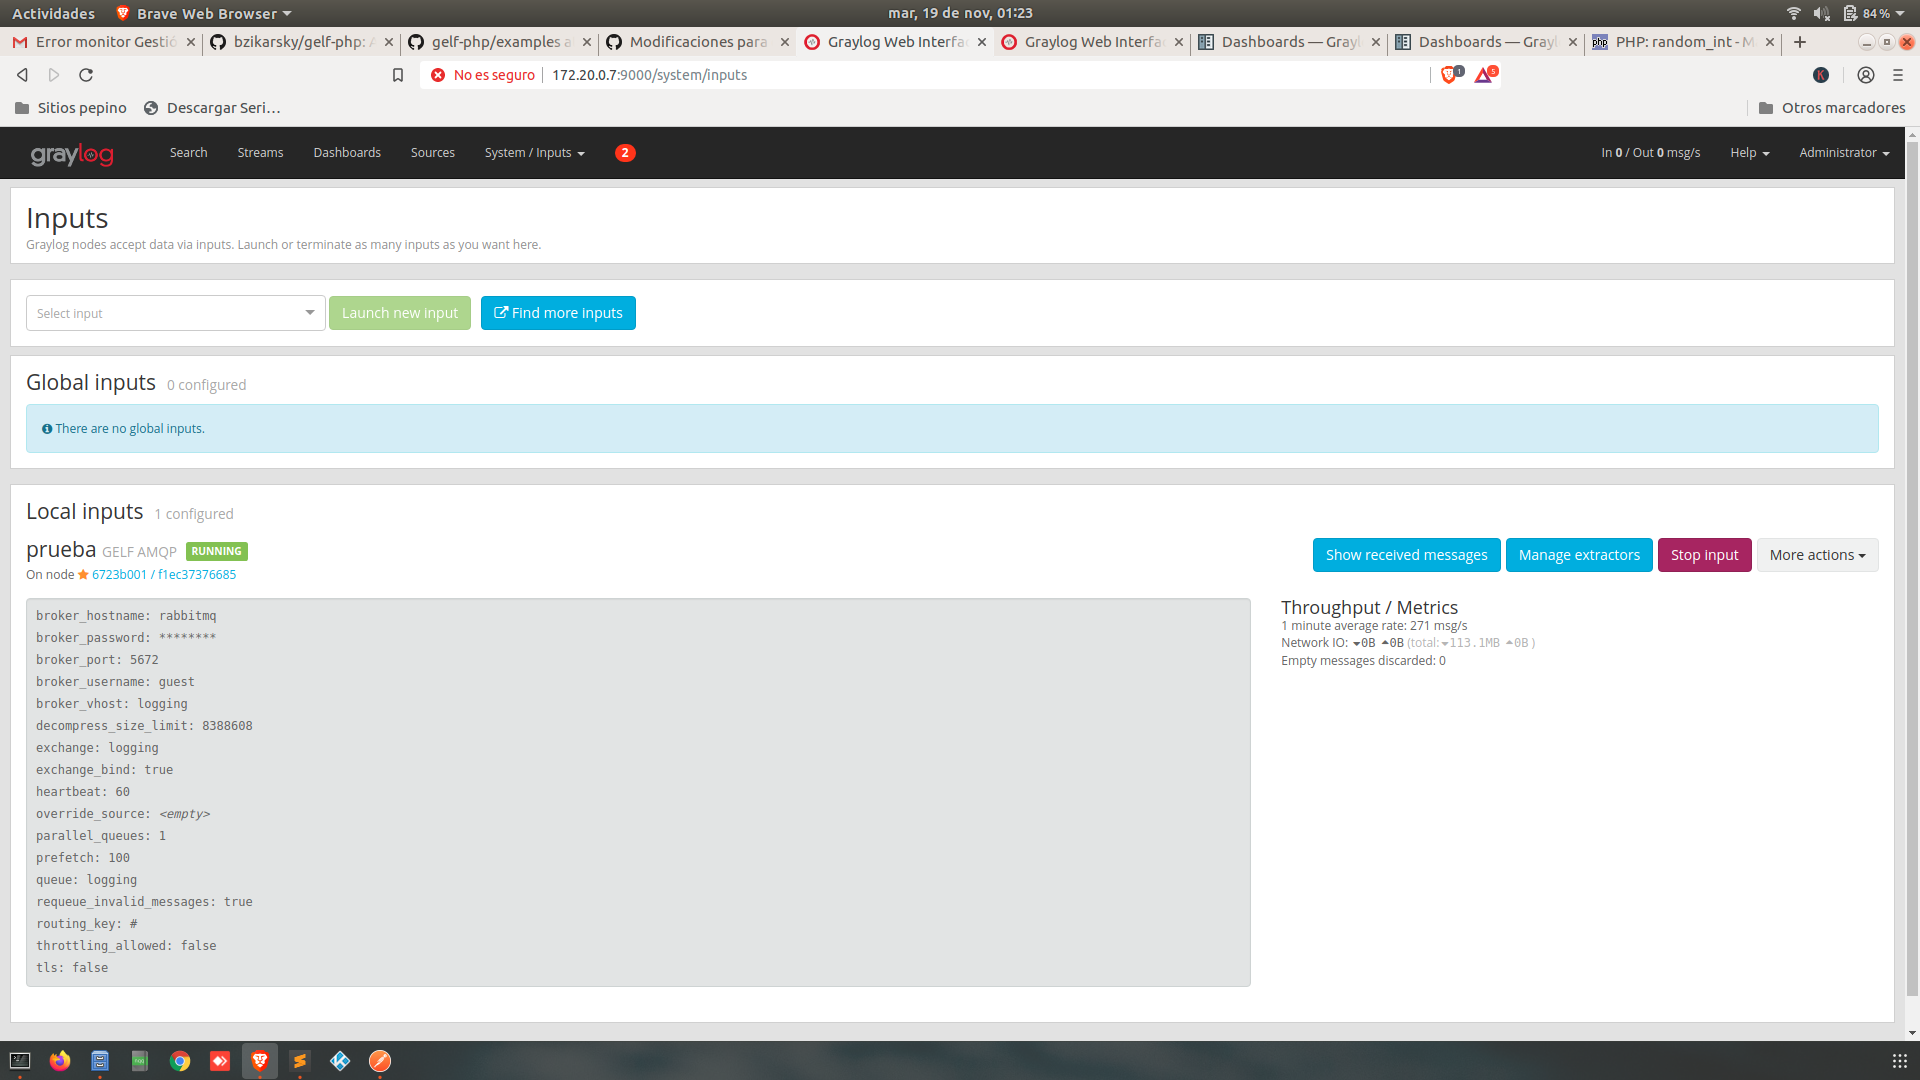 Actividades
Brave Web Browser
mar, 19 de nov, 01:23
84 %
Error monitor Gestió
bzikarsky/gelf-php: A
gelf-php/examples a
Modificaciones para
Graylog Web Interfa
Graylog Web Interfa
Dashboards — Grayl
Dashboards — Grayl
PHP: random_int - M
No es seguro
172.20.0.7:9000/system/inputs
1
5
K
Sitios pepino
Descargar Seri...
Otros marcadores
graylog
Search
Streams
Dashboards
Sources
System / Inputs
2
In 0 / Out 0 msg/s
Help
Administrator
Inputs
Graylog nodes accept data via inputs. Launch or terminate as many inputs as you want here.
Select input
Launch new input
Find more inputs
Global inputs 0 configured
There are no global inputs.
Local inputs 1 configured
prueba GELF AMQP RUNNING
On node 6723b001 / f1ec37376685
Show received messages
Manage extractors
Stop input
More actions
broker_hostname: rabbitmq
broker_password: ********
broker_port: 5672
broker_username: guest
broker_vhost: logging
decompress_size_limit: 8388608
exchange: logging
exchange_bind: true
heartbeat: 60
override_source: <empty>
parallel_queues: 1
prefetch: 100
queue: logging
requeue_invalid_messages: true
routing_key: #
throttling_allowed: false
tls: false
Throughput / Metrics
1 minute average rate: 271 msg/s
Network IO: 0B 0B (total: 113.1MB 0B )
Empty messages discarded: 0